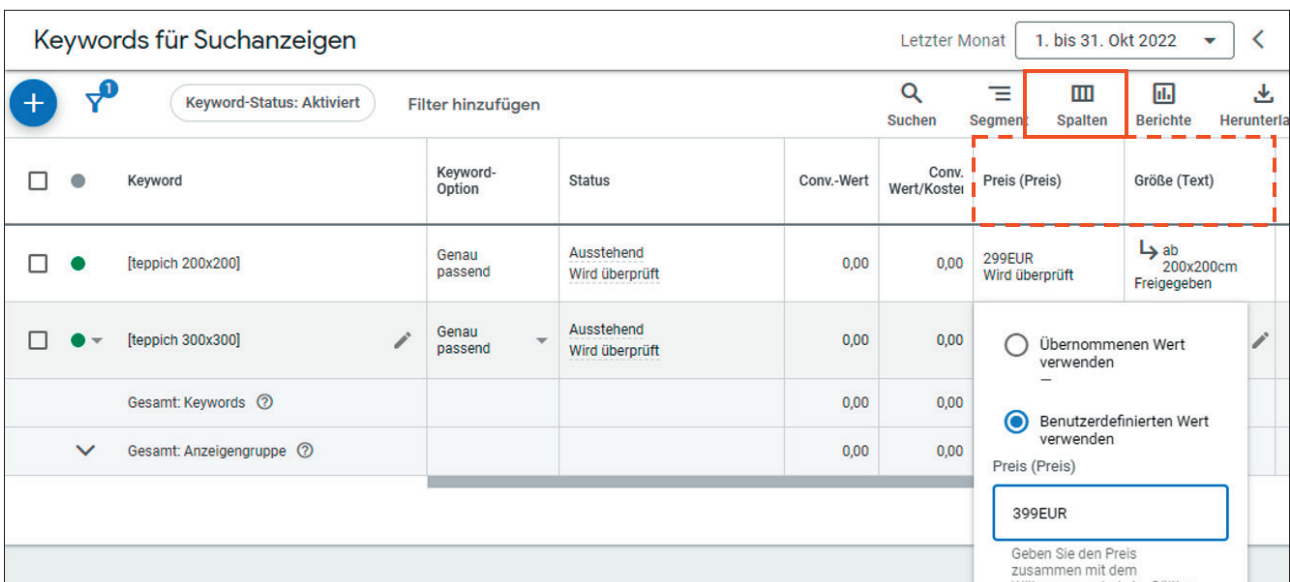 Keywords für Suchanzeigen
Letzter Monat
1. bis 31. Okt 2022
1
Keyword-Status: Aktiviert
Filter hinzufügen
Suchen
Segment
Spalten
Berichte
Herunterla
Keyword
Keyword-
Option
Status
Conv.-Wert
Conv.
Wert/Kosten
Preis (Preis)
Größe (Text)
[teppich 200x200]
Genau
passend
Ausstehend
Wird überprüft
0,00
0,00
299EUR
Wird überprüft
ab
200x200cm
Freigegeben
[teppich 300x300]
Genau
passend
Ausstehend
Wird überprüft
0,00
0,00
Übernommenen Wert
verwenden
–
Gesamt: Keywords
0,00
0,00
Benutzerdefinierten Wert
verwenden
Gesamt: Anzeigengruppe
0,00
0,00
Preis (Preis)
399EUR
Geben Sie den Preis
zusammen mit dem